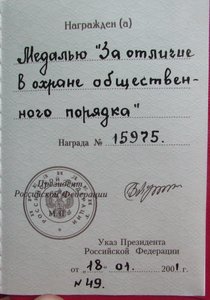 Награжден (а)
Медалью "За отличие
в охране обществен-
ного порядка"
Награда № 15975.
Президент
Российской Федерации
Указ Президента
Российской Федерации
от „18" 01. 2001 г.
№ 49.